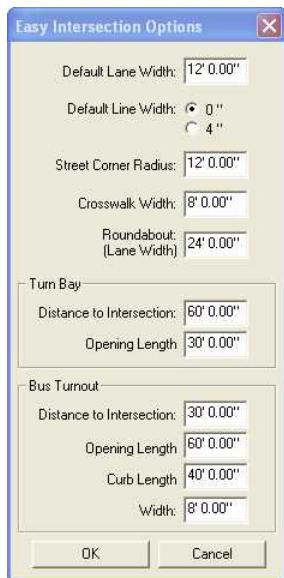 Easy Intersection Options
Default Lane Width: 12' 0.00"
Default Line Width: 0 "
4 "
Street Corner Radius: 12' 0.00"
Crosswalk Width: 8' 0.00"
Roundabout:
(Lane Width) 24' 0.00"
Turn Bay
Distance to Intersection: 60' 0.00"
Opening Length 30' 0.00"
Bus Turnout
Distance to Intersection: 30' 0.00"
Opening Length 60' 0.00"
Curb Length 40' 0.00"
Width: 8' 0.00"
OK Cancel